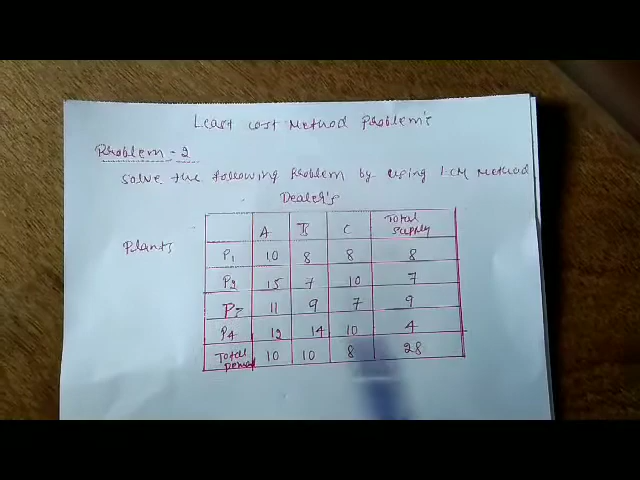 Least cost Method Problem's
Problem - 2
Solve the following Problem by using LCM Method
Dealer's
Plants
A B C Total Supply
P1 10 8 8 8
P2 15 7 10 7
P3 11 9 7 9
P4 12 14 10 4
Total Demand 10 10 8 28